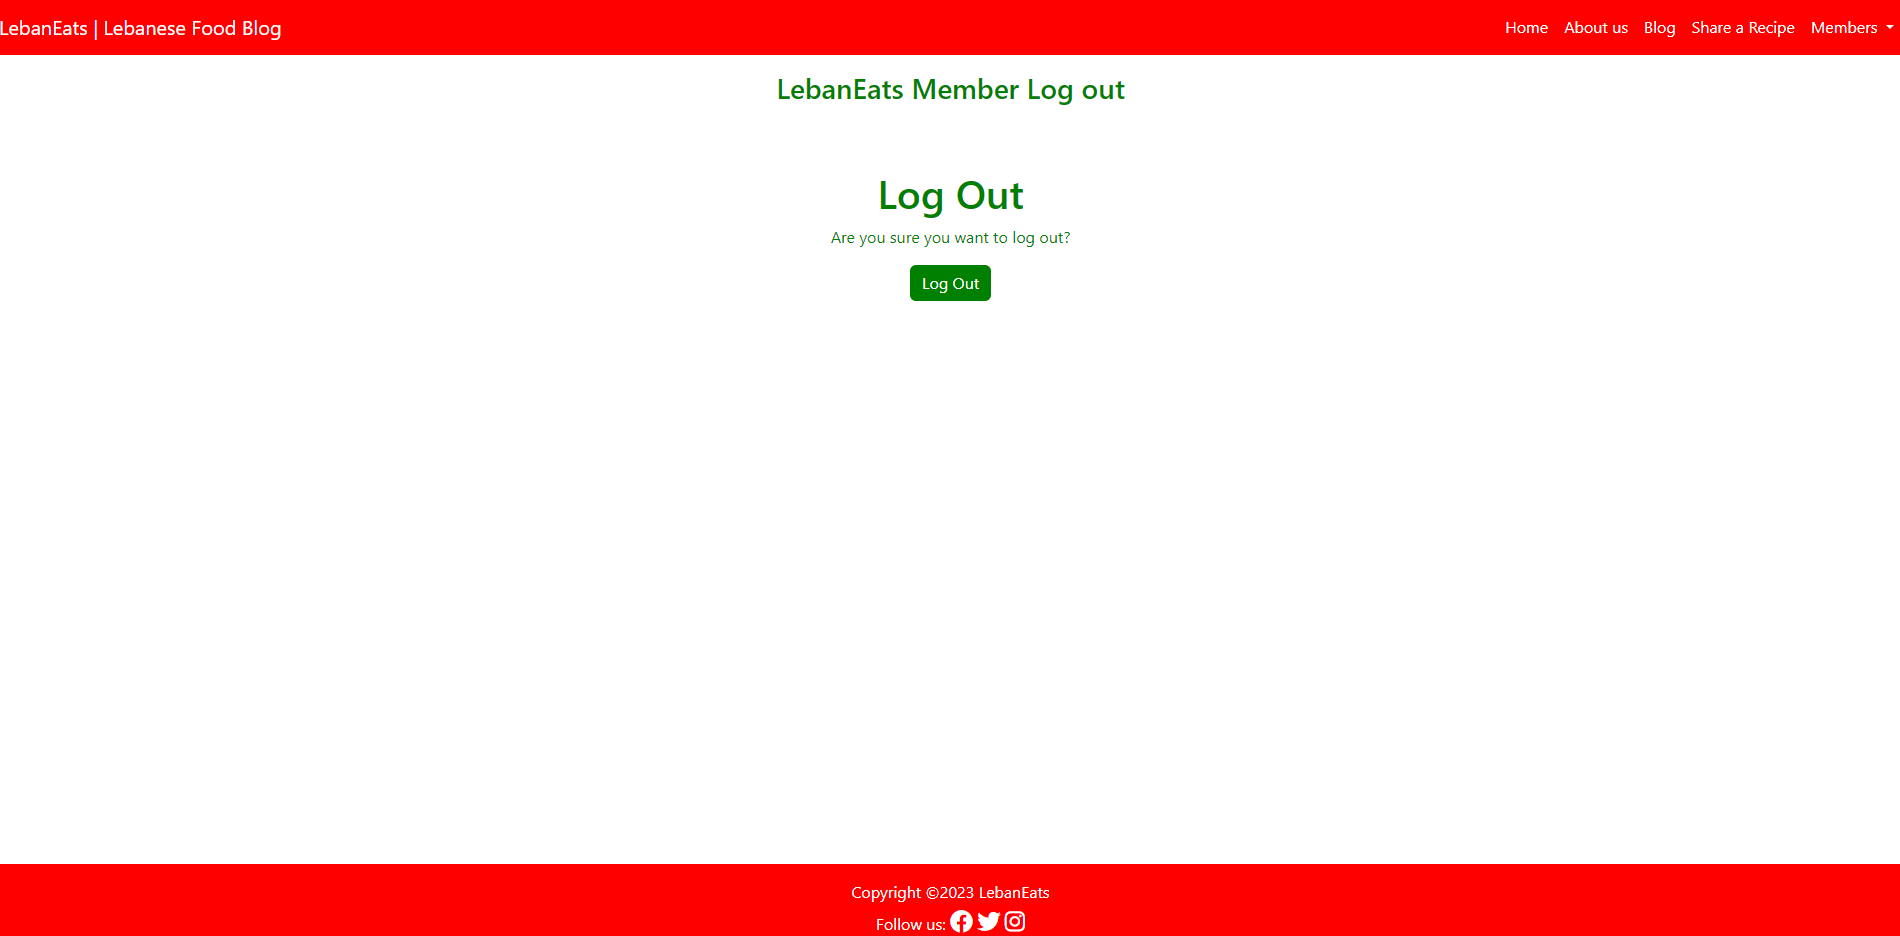 LebanEats | Lebanese Food Blog
Home About us Blog Share a Recipe Members
LebanEats Member Log out
Log Out
Are you sure you want to log out?
Log Out
Copyright ©2023 LebanEats
Follow us: